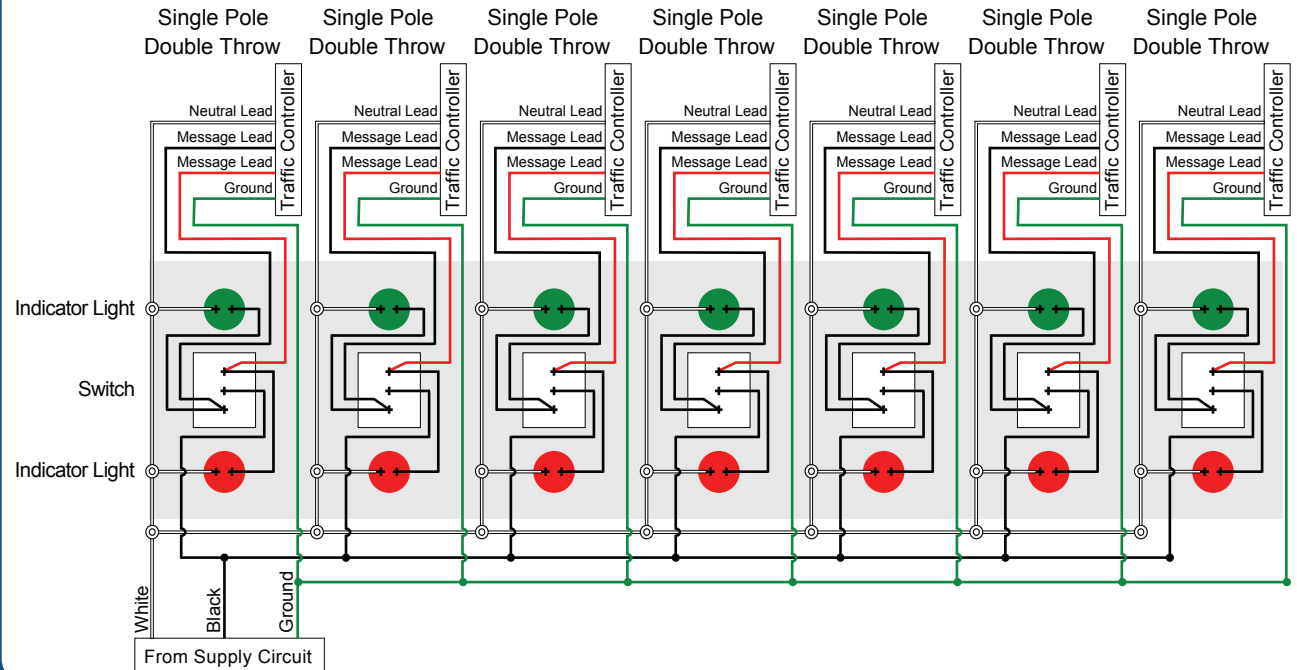 Single Pole Single Pole Single Pole Single Pole Single Pole Single Pole Single Pole
Double Throw Double Throw Double Throw Double Throw Double Throw Double Throw Double Throw
Neutral Lead Neutral Lead Neutral Lead Neutral Lead Neutral Lead Neutral Lead Neutral Lead
Message Lead Message Lead Message Lead Message Lead Message Lead Message Lead Message Lead
Message Lead Message Lead Message Lead Message Lead Message Lead Message Lead Message Lead
Ground Ground Ground Ground Ground Ground Ground
Traffic Controller Traffic Controller Traffic Controller Traffic Controller Traffic Controller Traffic Controller Traffic Controller
Indicator Light
Switch
Indicator Light
White Black Ground
From Supply Circuit